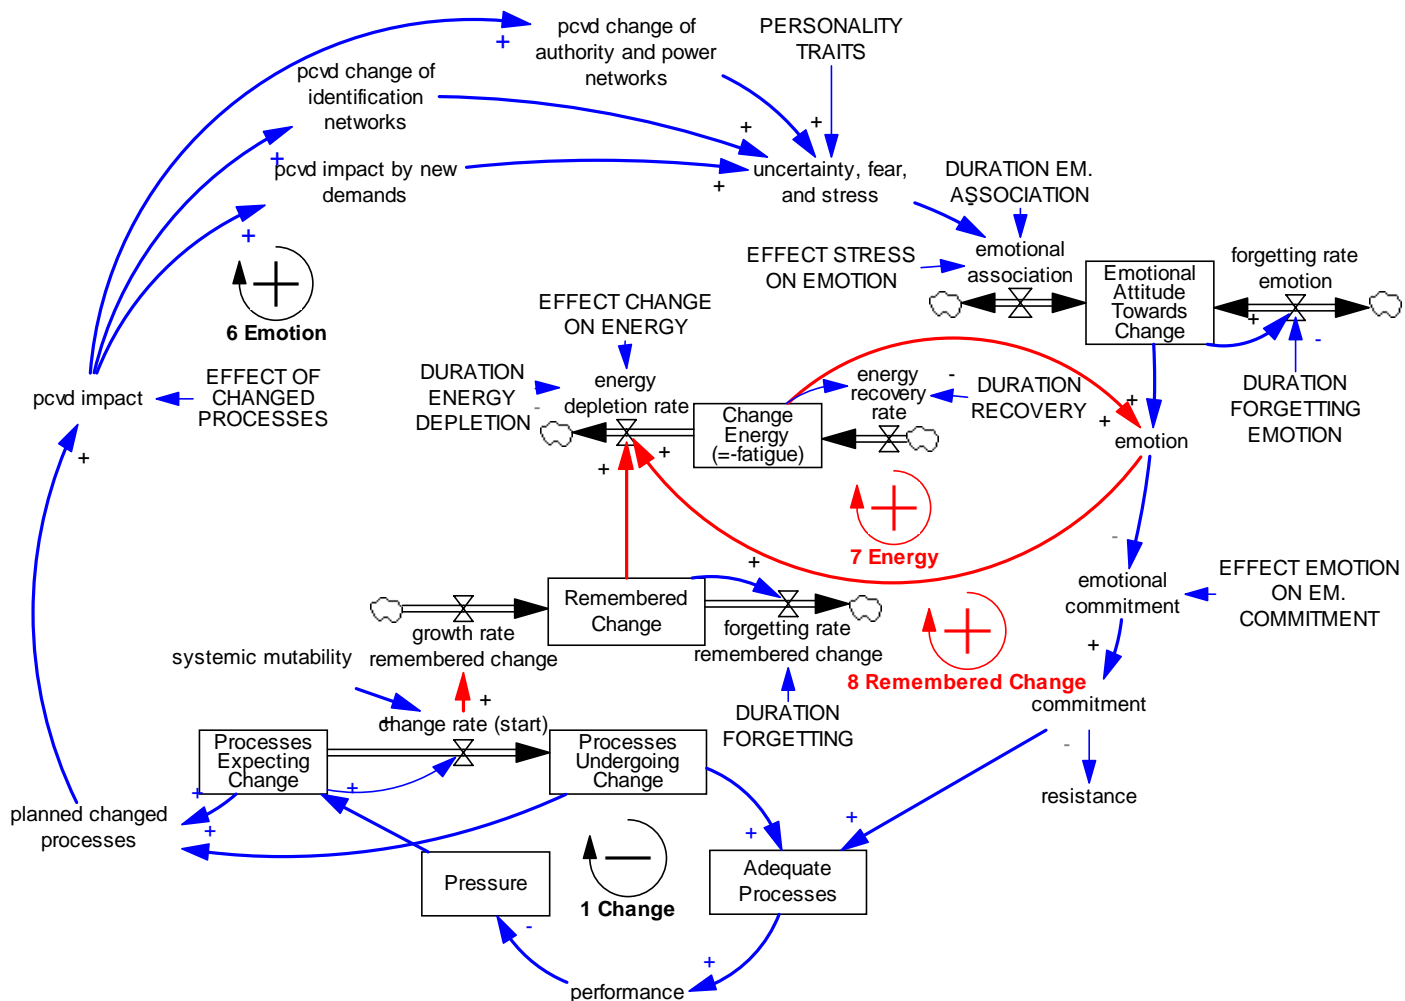 pcvd change of
authority and power
networks
PERSONALITY
TRAITS
+
pcvd change of
identification
networks
+
+
+
pcvd impact by new
demands
+
uncertainty, fear,
and stress
DURATION EM.
ASSOCIATION
-
+
+
EFFECT STRESS
ON EMOTION
emotional
association
Emotional
Attitude
Towards
Change
forgetting rate
emotion
+
-
6 Emotion
EFFECT CHANGE
ON ENERGY
pcvd impact
EFFECT OF
CHANGED
PROCESSES
DURATION
ENERGY
DEPLETION
-
energy
depletion rate
Change
Energy
(=-fatigue)
energy
recovery
rate
-
DURATION
RECOVERY
+
+
emotion
DURATION
FORGETTING
EMOTION
+
+
+
7 Energy
-
+
Remembered
Change
emotional
commitment
EFFECT EMOTION
ON EM.
COMMITMENT
growth rate
remembered change
forgetting rate
remembered change
+
systemic mutability
8 Remembered Change
+
change rate (start)
+
DURATION
FORGETTING
commitment
-
resistance
Processes
Expecting
Change
Processes
Undergoing
Change
+
+
+
planned changed
processes
+
+
Pressure
1 Change
Adequate
Processes
-
+
performance